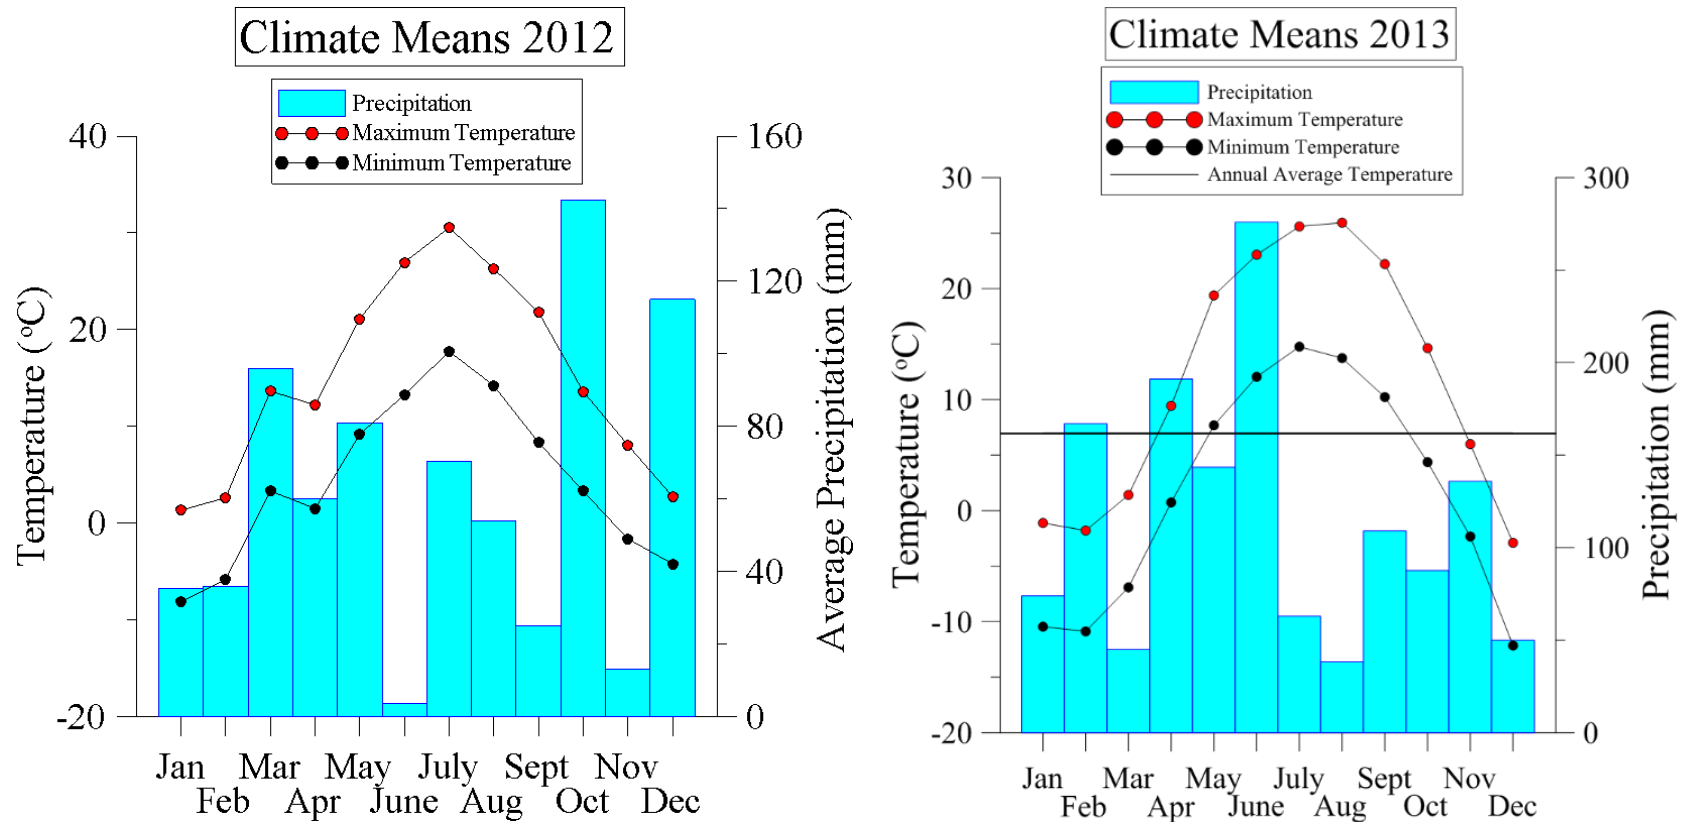 Climate Means 2012
Precipitation
Maximum Temperature
Minimum Temperature
40
20
0
-20
Temperature (°C)
160
120
80
40
0
Average Precipitation (mm)
Jan Mar May July Sept Nov
Feb Apr June Aug Oct Dec
Climate Means 2013
Precipitation
Maximum Temperature
Minimum Temperature
Annual Average Temperature
30
20
10
0
-10
-20
Temperature (°C)
300
200
100
0
Precipitation (mm)
Jan Mar May July Sept Nov
Feb Apr June Aug Oct Dec